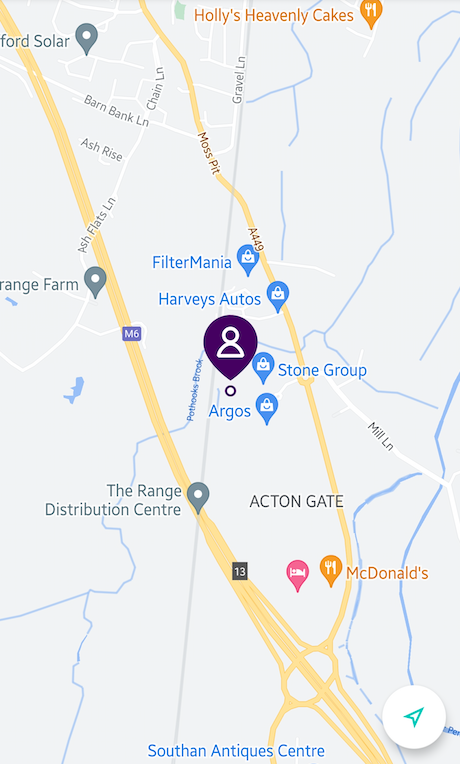 Holly's Heavenly Cakes
ford Solar
Gravel Ln
Chain Ln
Barn Bank Ln
Moss Pit
Ash Rise
Ash Flats Ln
A449
FilterMania
range Farm
Harveys Autos
M6
Pothooks Brook
Stone Group
Argos
Mill Ln
The Range
Distribution Centre
ACTON GATE
13
McDonald's
Southan Antiques Centre